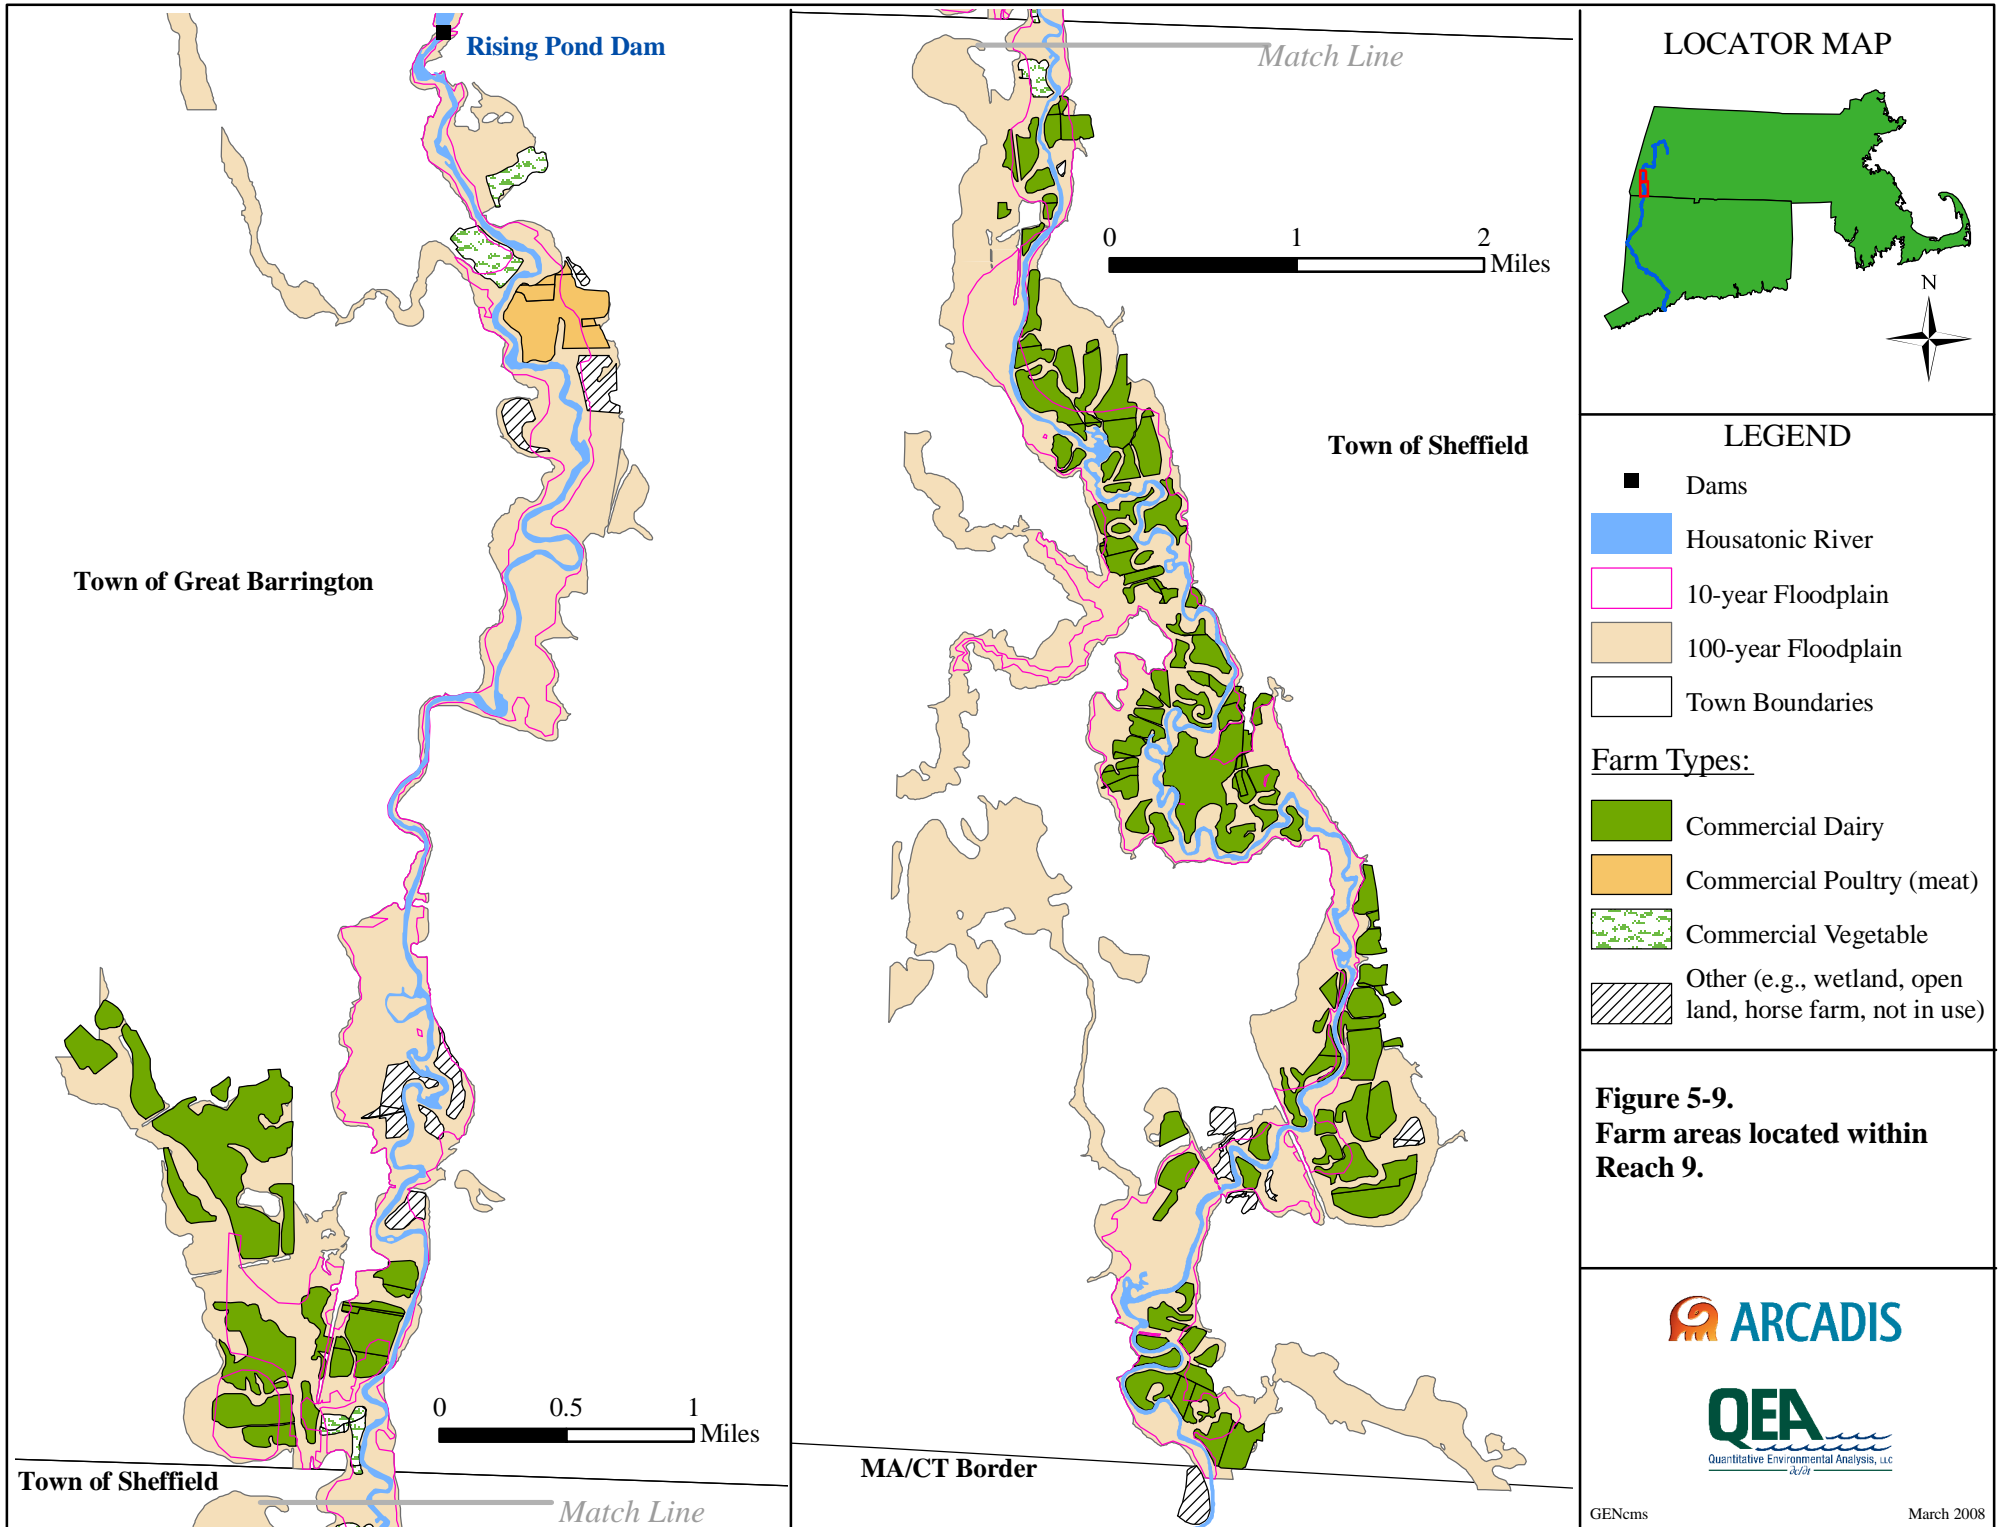 Rising Pond Dam
Town of Great Barrington
0 0.5 1
Miles
Town of Sheffield
Match Line
Match Line
0 1 2
Miles
Town of Sheffield
MA/CT Border
LOCATOR MAP
N
LEGEND
Dams
Housatonic River
10-year Floodplain
100-year Floodplain
Town Boundaries
Farm Types:
Commercial Dairy
Commercial Poultry (meat)
Commercial Vegetable
Other (e.g., wetland, open
land, horse farm, not in use)
Figure 5-9.
Farm areas located within
Reach 9.
ARCADIS
QEA
Quantitative Environmental Analysis, LLC
∂c/∂t
GENcms
March 2008